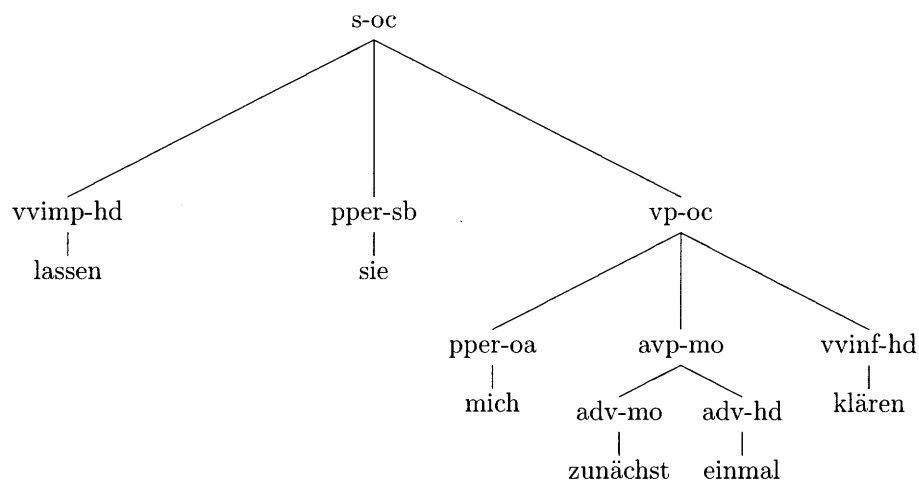 s-oc
vvimp-hd pper-sb vp-oc
lassen sie
pper-oa avp-mo vvinf-hd
mich klären
adv-mo adv-hd
zunächst einmal